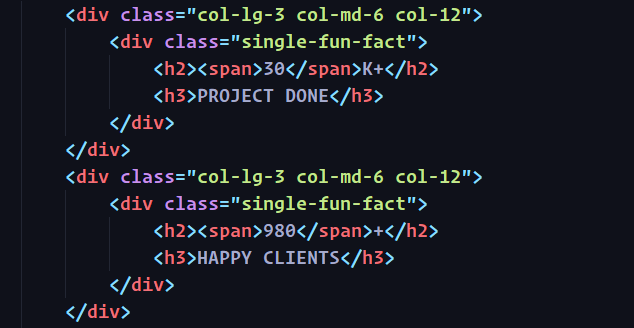 <div class="col-lg-3 col-md-6 col-12">
<div class="single-fun-fact">
<h2><span>30</span>K+</h2>
<h3>PROJECT DONE</h3>
</div>
</div>
<div class="col-lg-3 col-md-6 col-12">
<div class="single-fun-fact">
<h2><span>980</span>+</h2>
<h3>HAPPY CLIENTS</h3>
</div>
</div>